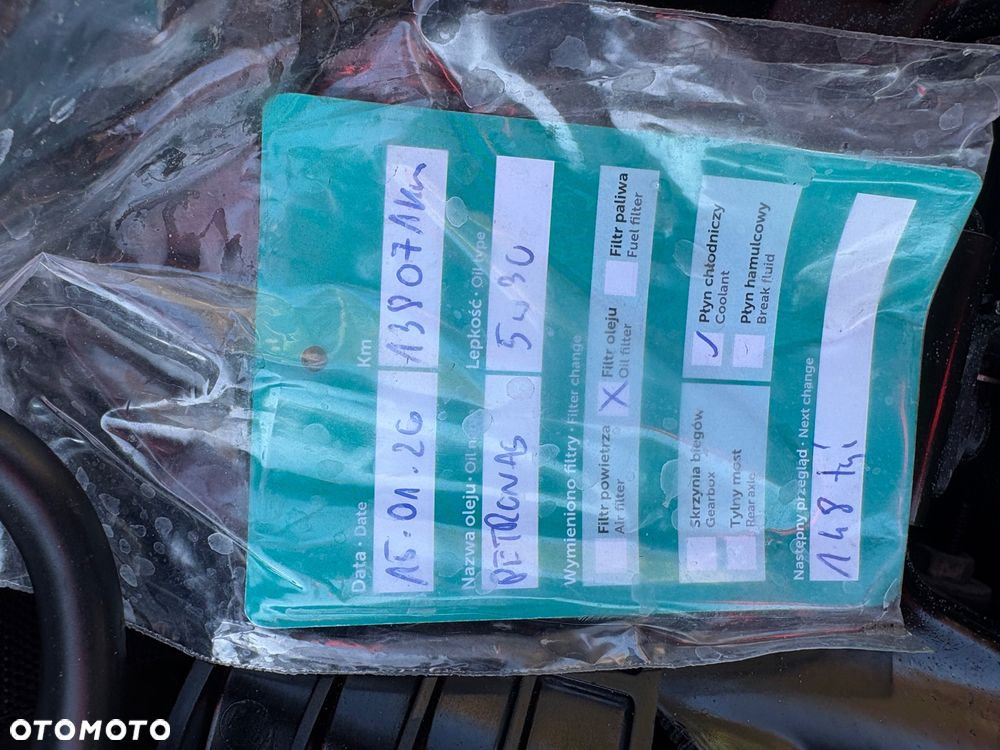 Data · Date Km
15.01.26 138071km
Nazwa oleju · Oil Lepkość · Oil type
PETRONAS 5w30
Wymieniono filtry · Filter change
Filtr powietrza Filtr oleju Filtr paliwa
Air filter Oil filter Fuel filter
X
Skrzynia biegów Płyn chłodniczy
Gearbox Coolant
✓
Tylny most Płyn hamulcowy
Rear axle Break fluid
Następny przegląd · Next change
148 tyś
OTOMOTO